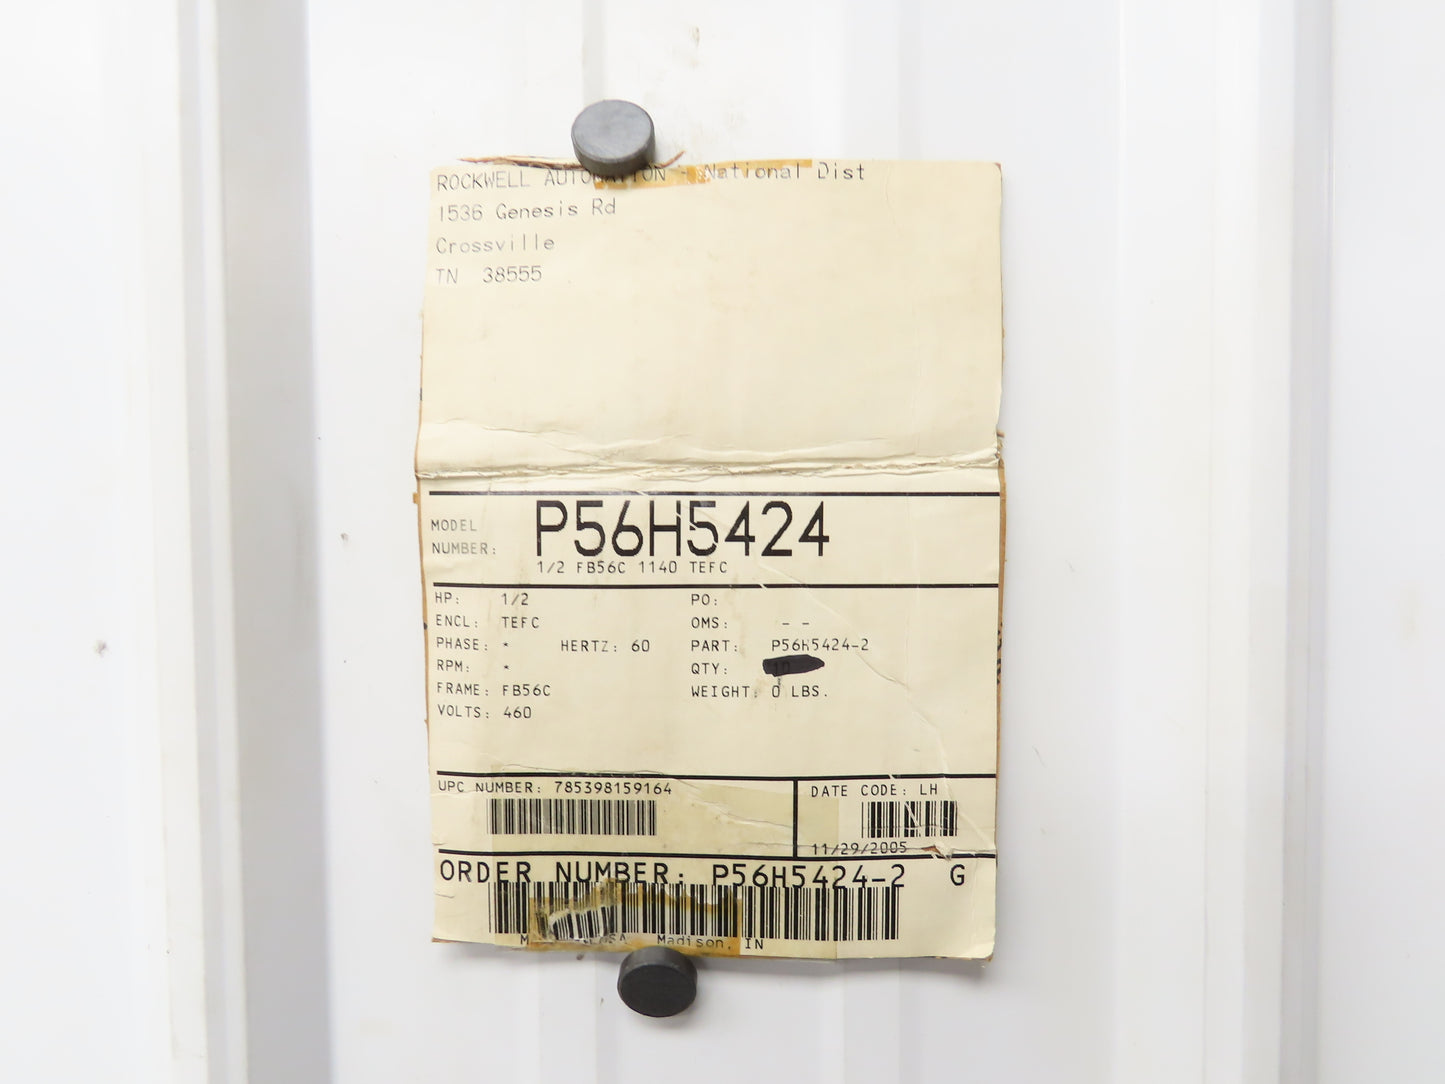 ROCKWELL AUTOMATION - National Dist
1536 Genesis Rd
Crossville
TN 38555
MODEL NUMBER: P56H5424
1/2 FB56C 1140 TEFC
HP: 1/2
ENCL: TEFC
PHASE: * HERTZ: 60
RPM: *
FRAME: FB56C
VOLTS: 460
PO:
OMS: - -
PART: P56H5424-2
QTY: 10
WEIGHT: 0 LBS.
UPC NUMBER: 785398159164
DATE CODE: LH
11/29/2005
ORDER NUMBER: P56H5424-2 G
Madison, IN